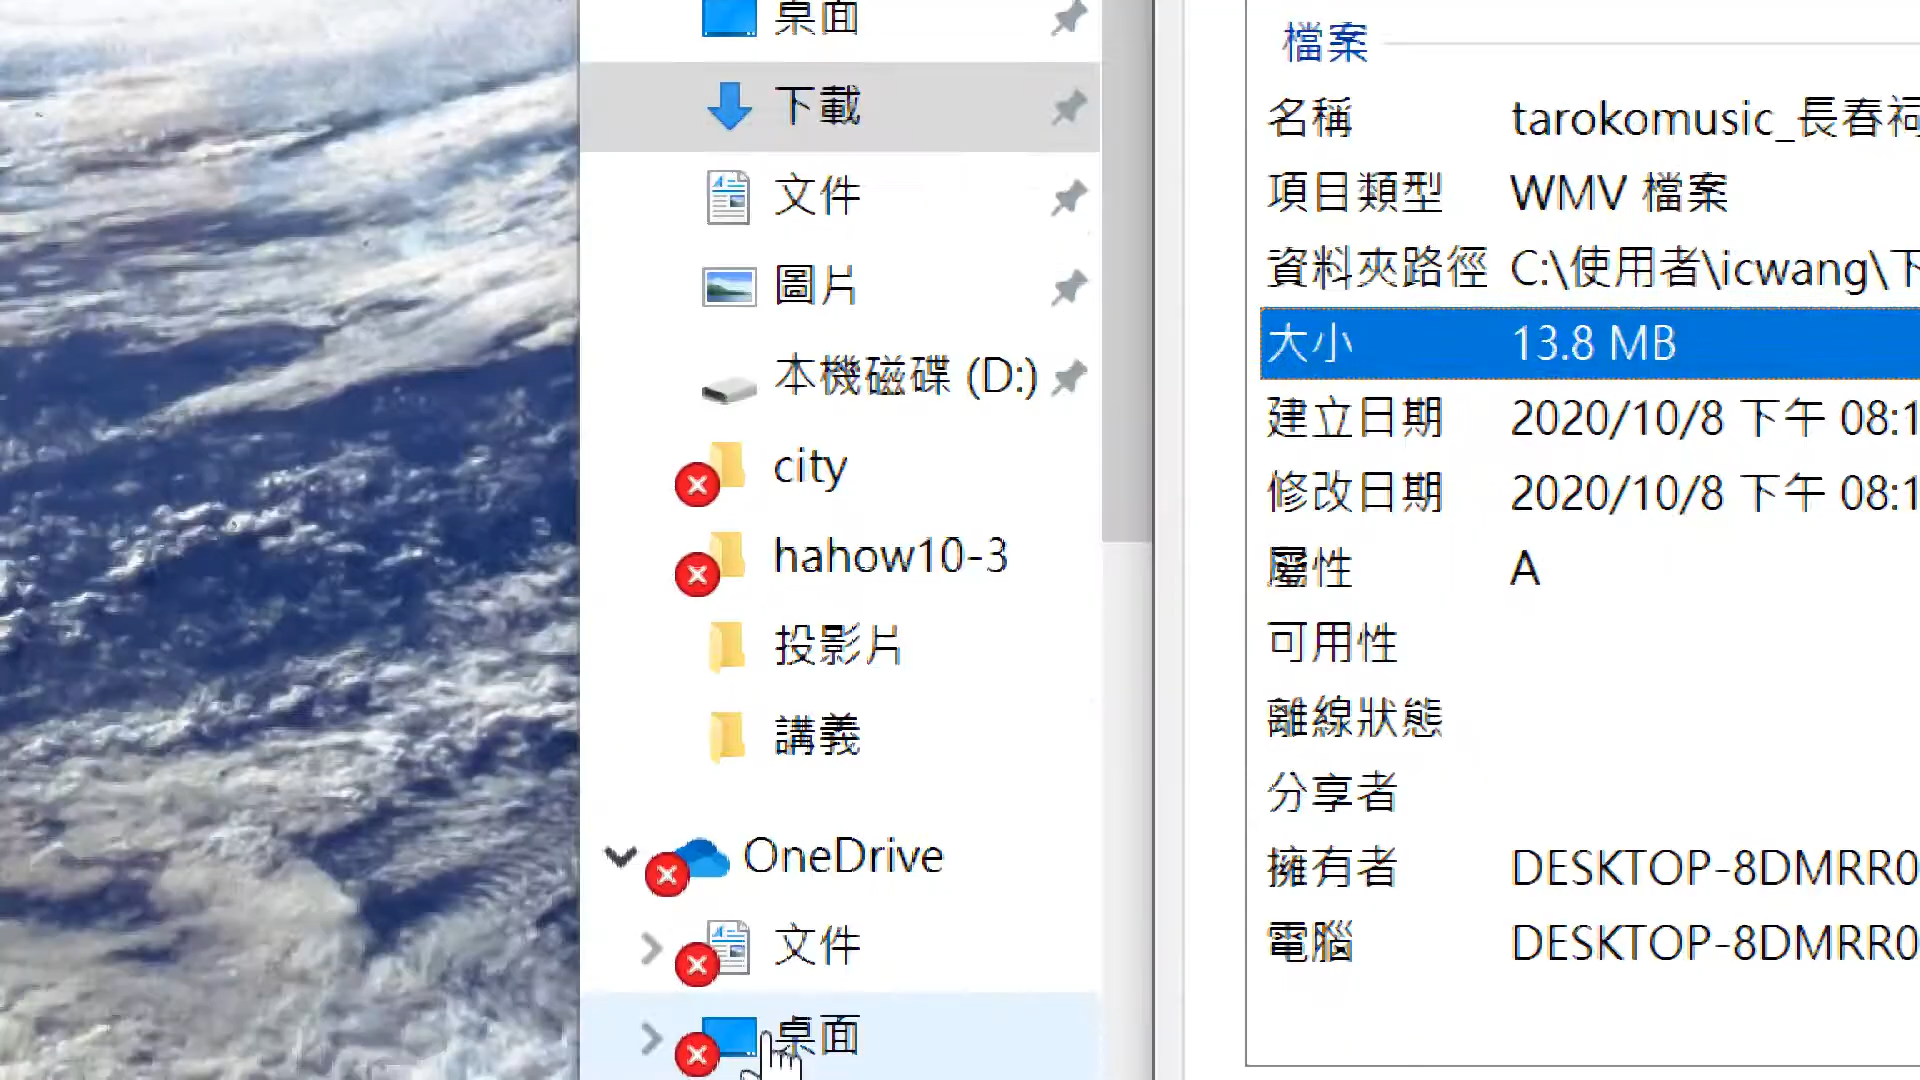 桌面
下載
文件
圖片
本機磁碟 (D:)
city
hahow10-3
投影片
講義
OneDrive
文件
桌面
檔案
名稱 tarokomusic_長春祠
項目類型 WMV 檔案
資料夾路徑 C:\使用者\icwang\下
大小 13.8 MB
建立日期 2020/10/8 下午 08:1
修改日期 2020/10/8 下午 08:1
屬性 A
可用性
離線狀態
分享者
擁有者 DESKTOP-8DMRR0
電腦 DESKTOP-8DMRR0